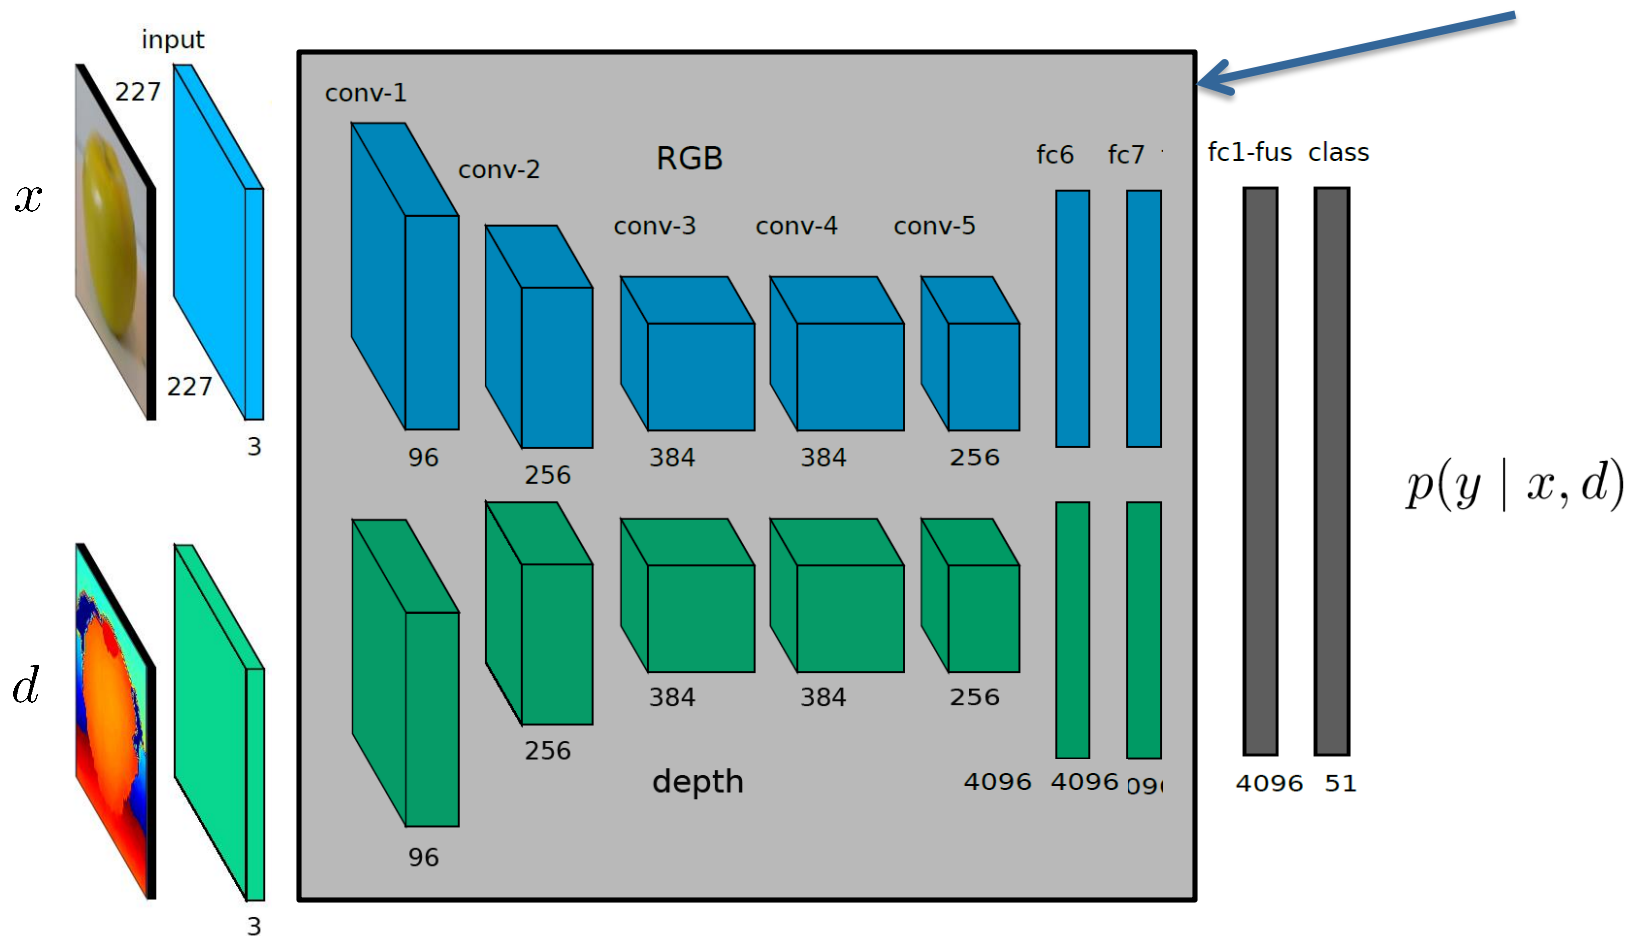 input
227
x
227
3
conv-1
conv-2
RGB
conv-3
conv-4
conv-5
fc6
fc7
fc1-fus
class
96
256
384
384
256
p(y | x, d)
d
3
96
256
384
384
256
depth
4096
4096
4096
51